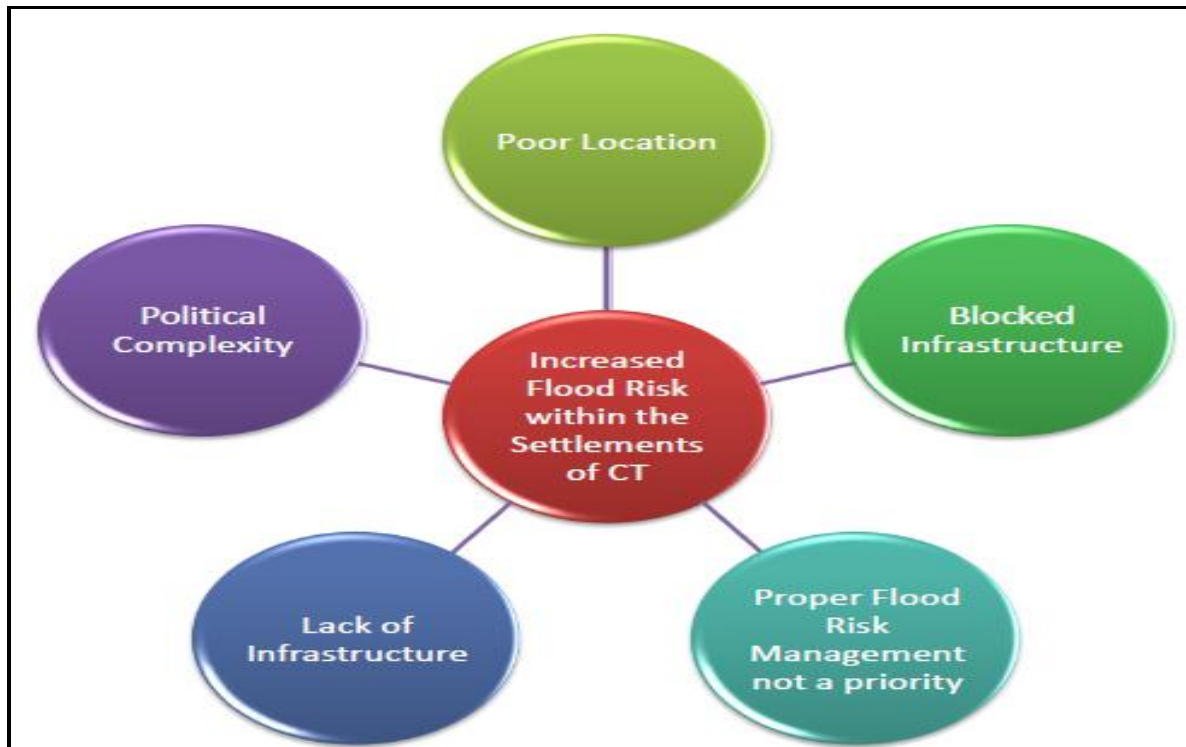 Poor Location
Political
Complexity
Blocked
Infrastructure
Increased
Flood Risk
within the
Settlements
of CT
Lack of
Infrastructure
Proper Flood
Risk
Management
not a priority